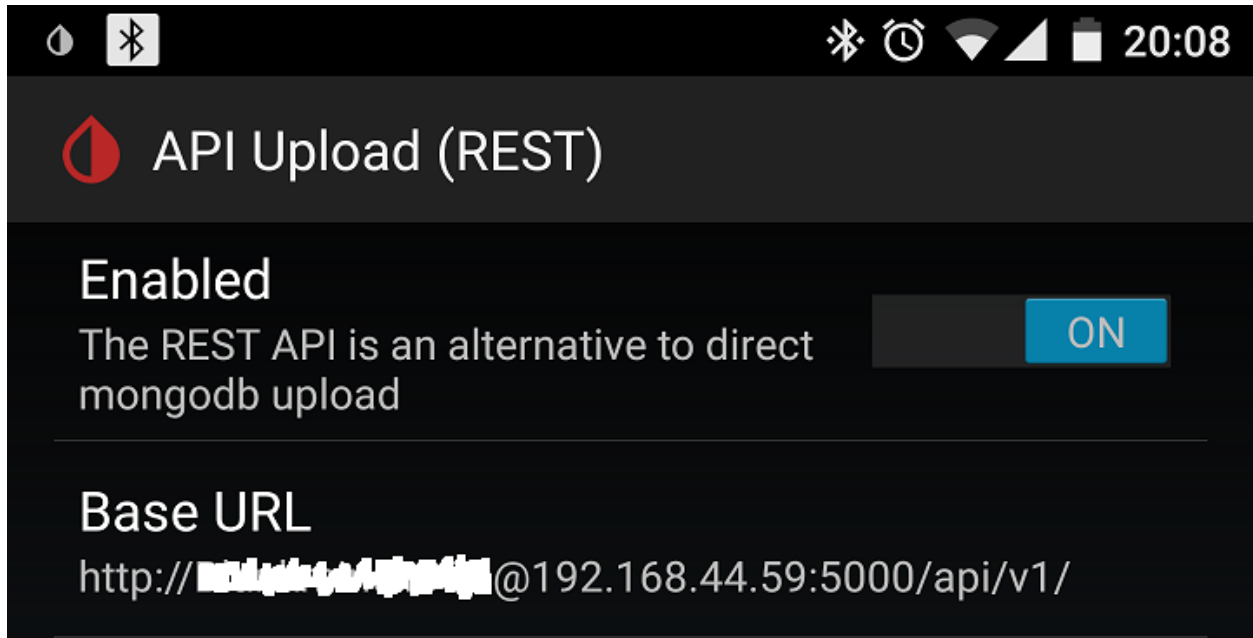 20:08
API Upload (REST)
Enabled
ON
The REST API is an alternative to direct
mongodb upload
Base URL
http://@192.168.44.59:5000/api/v1/